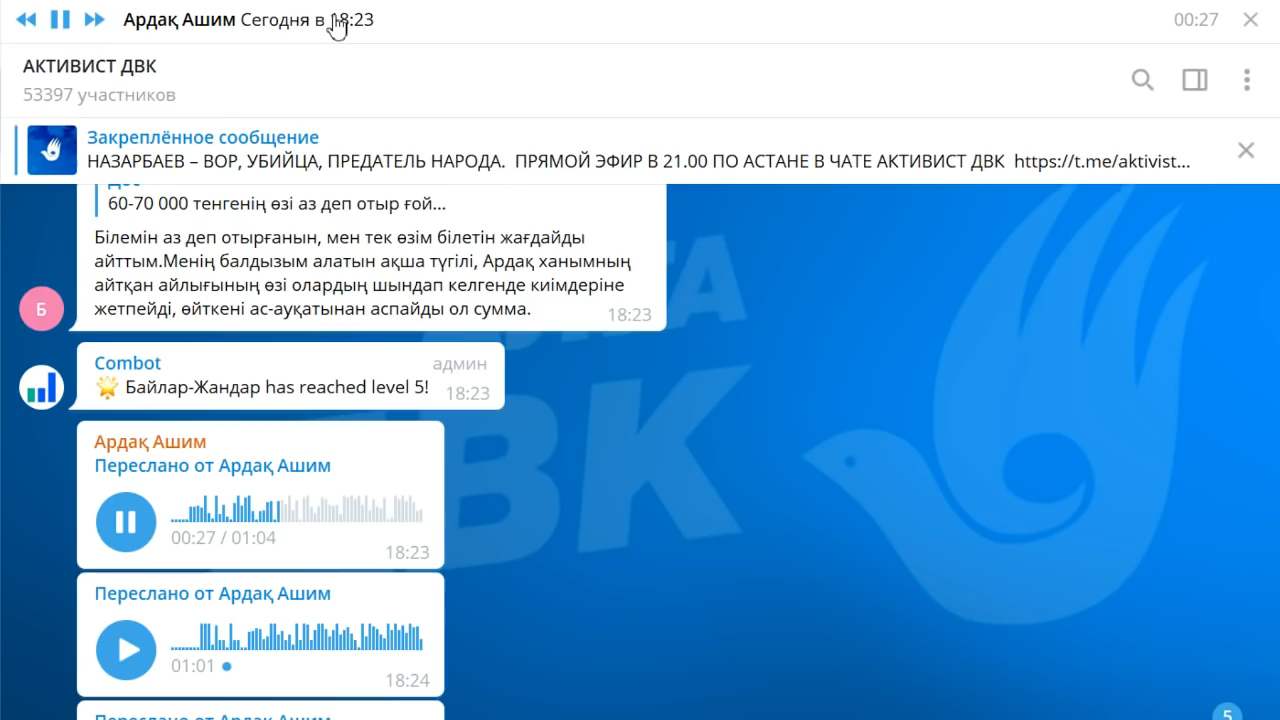 Ардақ Ашим Сегодня в 18:23
00:27
АКТИВИСТ ДВК
53397 участников
Закреплённое сообщение
НАЗАРБАЕВ – ВОР, УБИЙЦА, ПРЕДАТЕЛЬ НАРОДА. ПРЯМОЙ ЭФИР В 21.00 ПО АСТАНЕ В ЧАТЕ АКТИВИСТ ДВК https://t.me/aktivist...
60-70 000 тенгенің өзі аз деп отыр ғой...
Білемін аз деп отырғанын, мен тек өзім білетін жағдайды
айттым.Менің балдызым алатын ақша түгілі, Ардақ ханымның
айтқан айлығының өзі олардың шындап келгенде киімдеріне
жетпейді, өйткені ас-ауқатынан аспайды ол сумма.
18:23
Б
Combot
админ
🌟 Байлар-Жандар has reached level 5!
18:23
Ардақ Ашим
Переслано от Ардақ Ашим
00:27 / 01:04
18:23
Переслано от Ардақ Ашим
01:01
18:24
Переслано от Ардақ Ашим
5
ВК